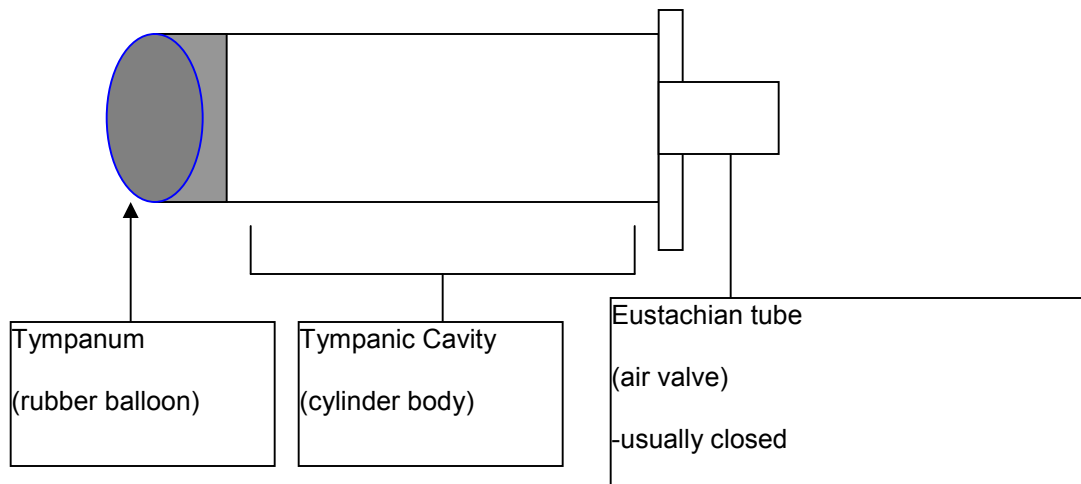 Tympanum
(rubber balloon)
Tympanic Cavity
(cylinder body)
Eustachian tube
(air valve)
-usually closed